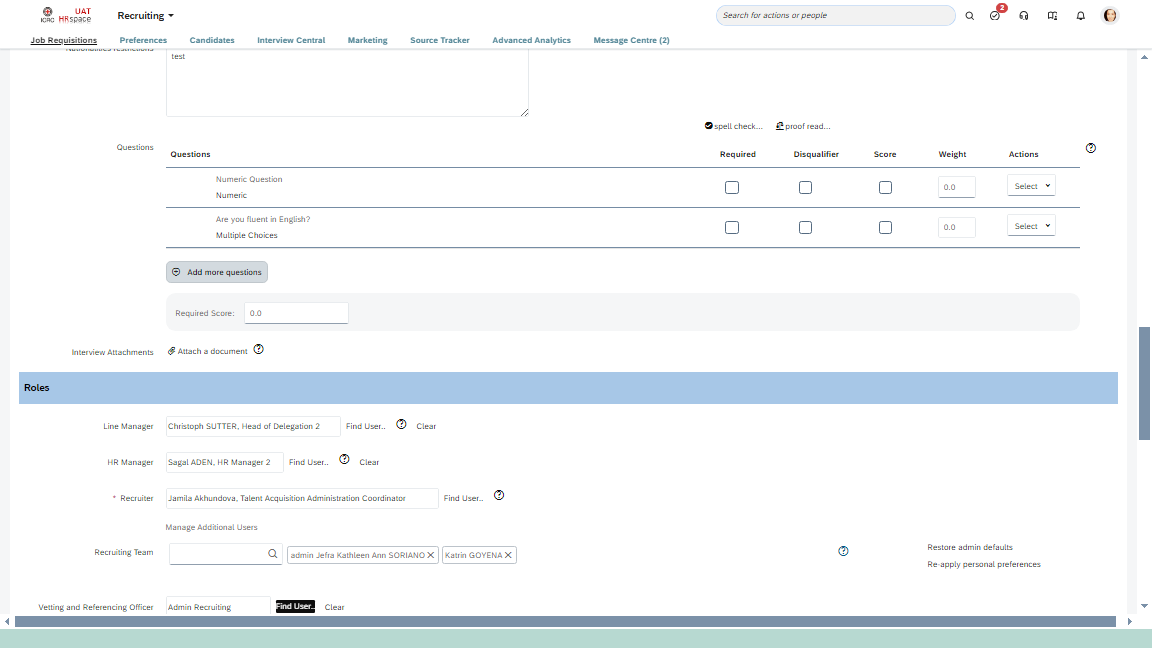 ICRC UAT HRspace Recruiting Search for actions or people 2
Job Requisitions Preferences Candidates Interview Central Marketing Source Tracker Advanced Analytics Message Centre (2)
Nationalities restrictions
test
spell check... proof read...
Questions
Questions Required Disqualifier Score Weight Actions
Numeric Question
Numeric
0.0 Select
Are you fluent in English?
Multiple Choices
0.0 Select
Add more questions
Required Score: 0.0
Interview Attachments Attach a document
Roles
Line Manager Christoph SUTTER, Head of Delegation 2 Find User.. Clear
HR Manager Sagal ADEN, HR Manager 2 Find User.. Clear
* Recruiter Jamila Akhundova, Talent Acquisition Administration Coordinator Find User..
Manage Additional Users
Recruiting Team admin Jefra Kathleen Ann SORIANO Katrin GOYENA
Restore admin defaults
Re-apply personal preferences
Vetting and Referencing Officer Admin Recruiting Find User.. Clear